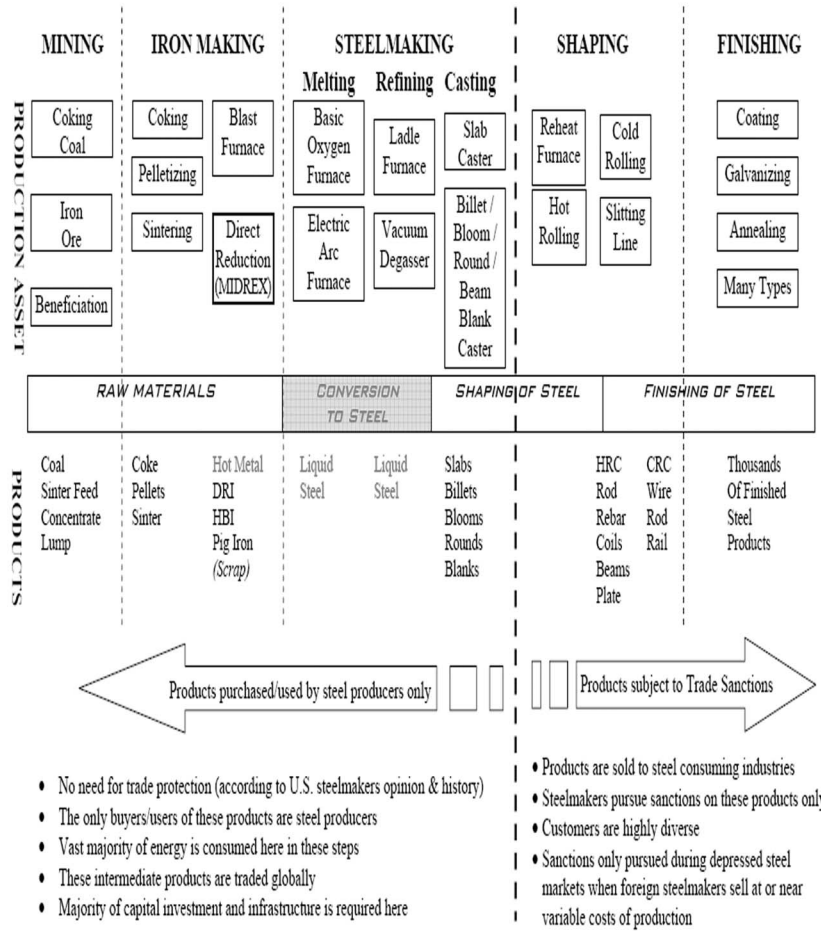 MINING
IRON MAKING
STEELMAKING
SHAPING
FINISHING
Melting
Refining
Casting
PRODUCTION ASSET
Coking
Coal
Iron
Ore
Beneficiation
Coking
Pelletizing
Sintering
Blast
Furnace
Direct
Reduction
(MIDREX)
Basic
Oxygen
Furnace
Electric
Arc
Furnace
Ladle
Furnace
Vacuum
Degasser
Slab
Caster
Billet /
Bloom /
Round /
Beam
Blank
Caster
Reheat
Furnace
Hot
Rolling
Cold
Rolling
Slitting
Line
Coating
Galvanizing
Annealing
Many Types
RAW MATERIALS
CONVERSION
TO STEEL
SHAPING OF STEEL
FINISHING OF STEEL
PRODUCTS
Coal
Sinter Feed
Concentrate
Lump
Coke
Pellets
Sinter
Hot Metal
DRI
HBI
Pig Iron
(Scrap)
Liquid
Steel
Liquid
Steel
Slabs
Billets
Blooms
Rounds
Blanks
HRC
Rod
Rebar
Coils
Beams
Plate
CRC
Wire
Rod
Rail
Thousands
Of Finished
Steel
Products
Products purchased/used by steel producers only
Products subject to Trade Sanctions
• No need for trade protection (according to U.S. steelmakers opinion & history)
• The only buyers/users of these products are steel producers
• Vast majority of energy is consumed here in these steps
• These intermediate products are traded globally
• Majority of capital investment and infrastructure is required here
• Products are sold to steel consuming industries
• Steelmakers pursue sanctions on these products only
• Customers are highly diverse
• Sanctions only pursued during depressed steel
markets when foreign steelmakers sell at or near
variable costs of production